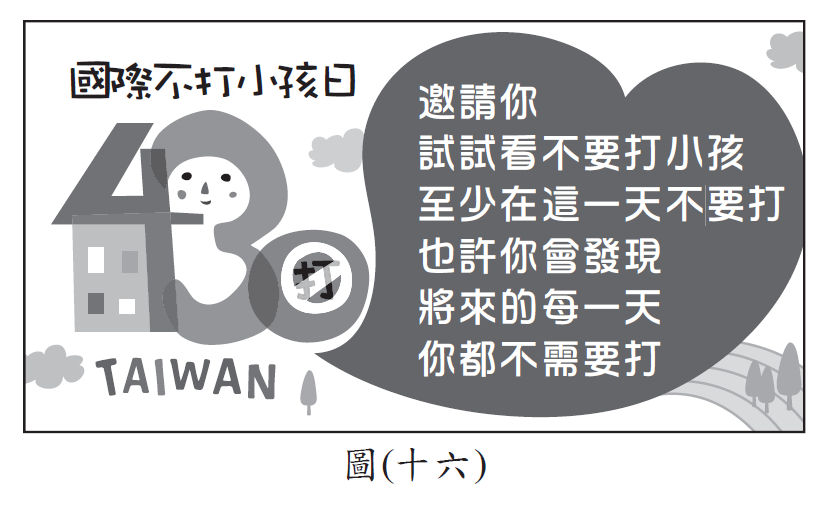 國際不打小孩日
430
打
TAIWAN
邀請你
試試看不要打小孩
至少在這一天不要打
也許你會發現
將來的每一天
你都不需要打
圖(十六)